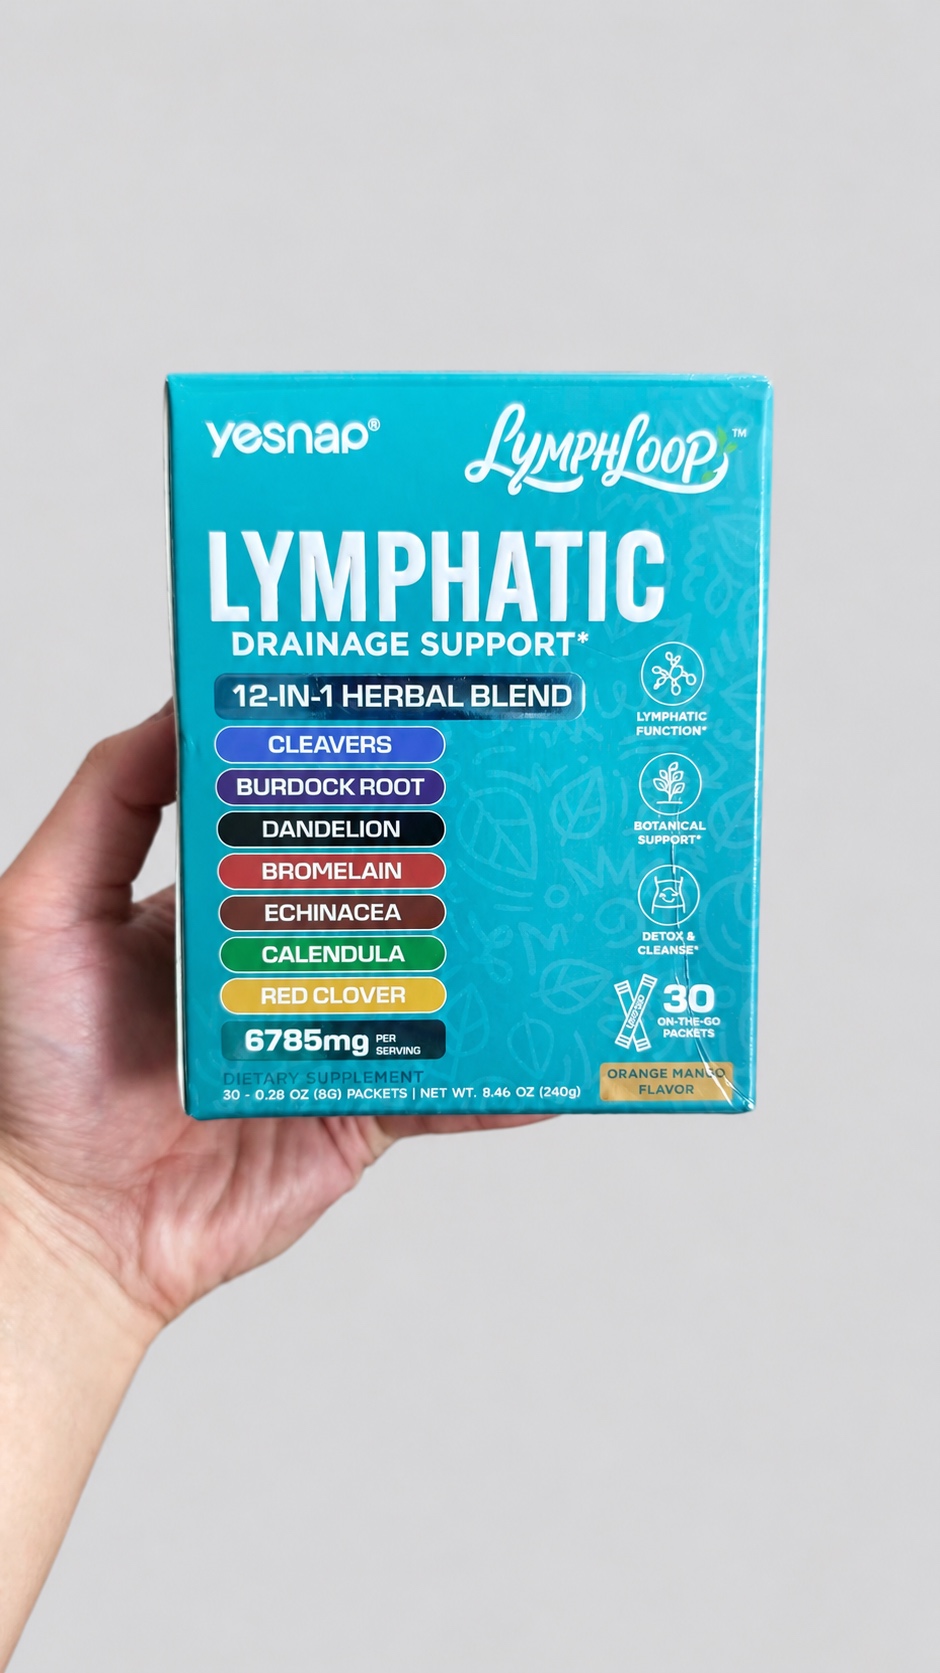 yesnap®
LymphLoop™
LYMPHATIC
DRAINAGE SUPPORT*
12-IN-1 HERBAL BLEND
CLEAVERS
BURDOCK ROOT
DANDELION
BROMELAIN
ECHINACEA
CALENDULA
RED CLOVER
6785mg PER
SERVING
DIETARY SUPPLEMENT
30 - 0.28 OZ (8G) PACKETS | NET WT. 8.46 OZ (240g)
LYMPHATIC
FUNCTION*
BOTANICAL
SUPPORT*
DETOX &
CLEANSE*
30
ON-THE-GO
PACKETS
ORANGE MANGO
FLAVOR